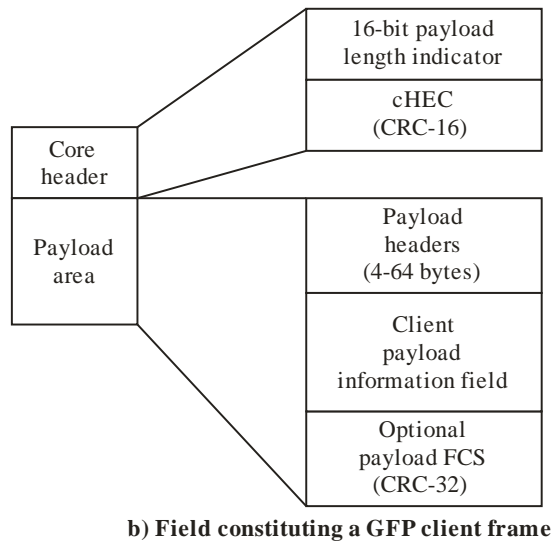 16-bit payload
length indicator
cHEC
(CRC-16)
Core
header
Payload
area
Payload
headers
(4-64 bytes)
Client
payload
information field
Optional
payload FCS
(CRC-32)
b) Field constituting a GFP client frame